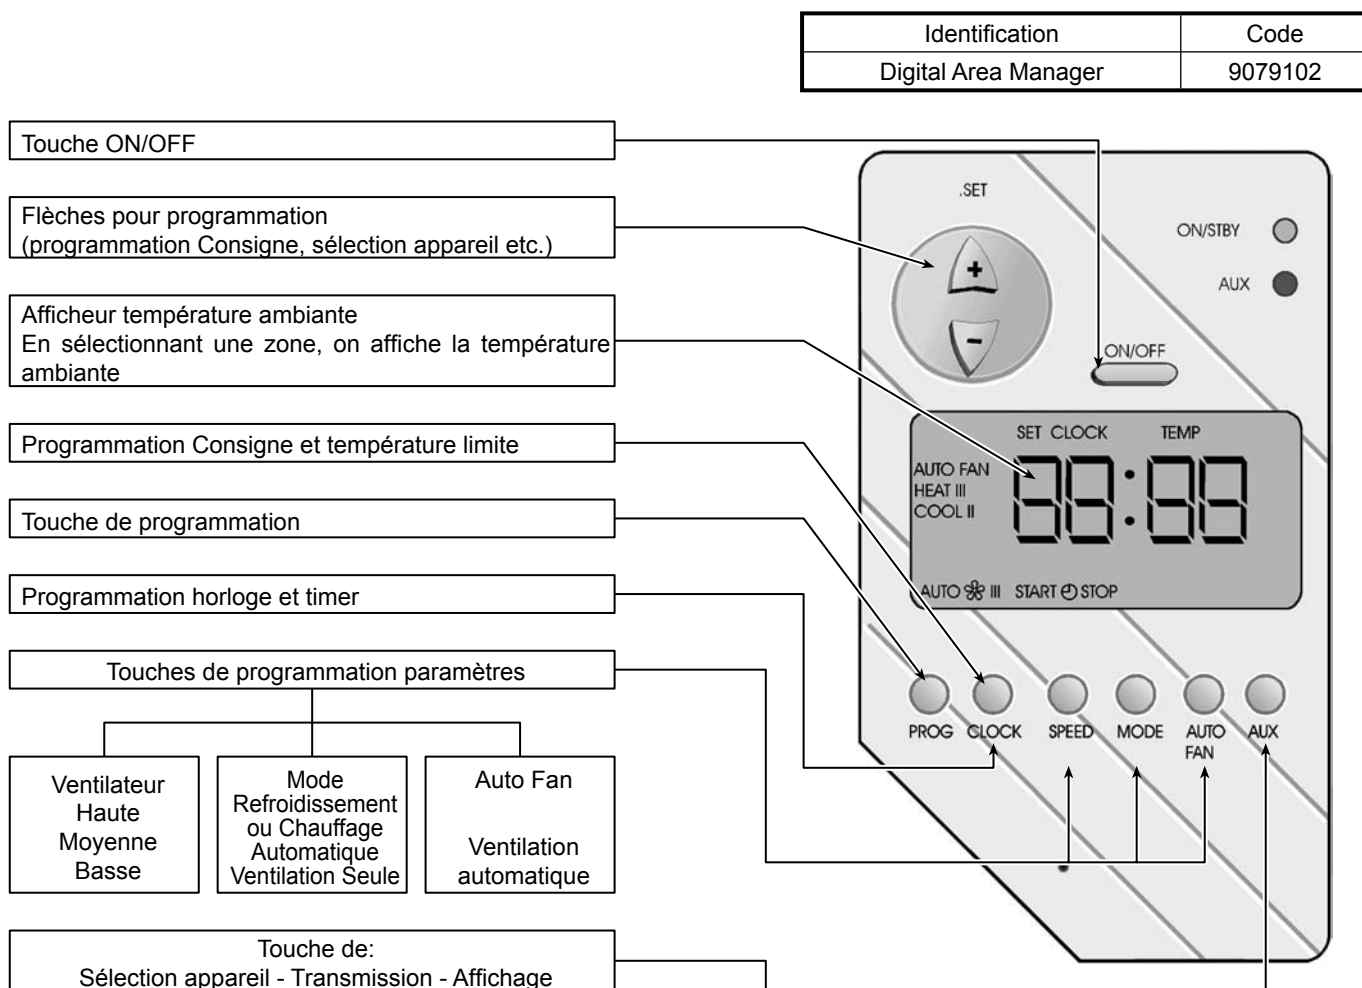 Identification Code
Digital Area Manager 9079102
Touche ON/OFF
Flèches pour programmation
(programmation Consigne, sélection appareil etc.)
Afficheur température ambiante
En sélectionnant une zone, on affiche la température
ambiante
Programmation Consigne et température limite
Touche de programmation
Programmation horloge et timer
Touches de programmation paramètres
Ventilateur
Haute
Moyenne
Basse
Mode
Refroidissement
ou Chauffage
Automatique
Ventilation Seule
Auto Fan
Ventilation
automatique
Touche de:
Sélection appareil - Transmission - Affichage
.SET
+
-
ON/STBY
AUX
ON/OFF
SET CLOCK TEMP
AUTO FAN
HEAT III
COOL II
88:88
AUTO III START STOP
PROG CLOCK SPEED MODE AUTO FAN AUX